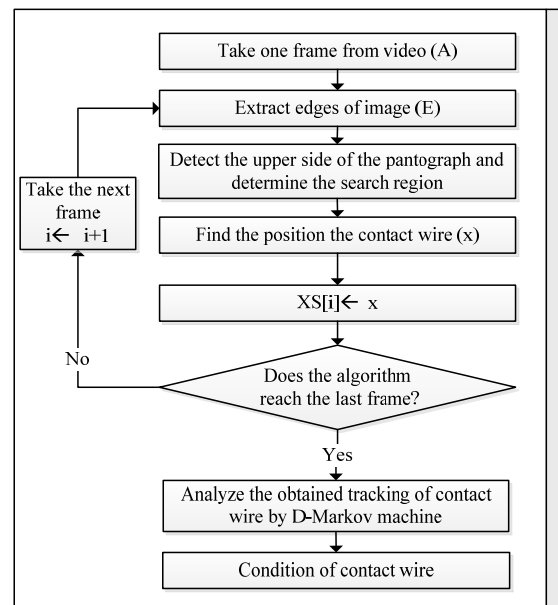 Take one frame from video (A)
Extract edges of image (E)
Detect the upper side of the pantograph and
determine the search region
Take the next
frame
i← i+1
Find the position the contact wire (x)
XS[i]← x
No
Does the algorithm
reach the last frame?
Yes
Analyze the obtained tracking of contact
wire by D-Markov machine
Condition of contact wire